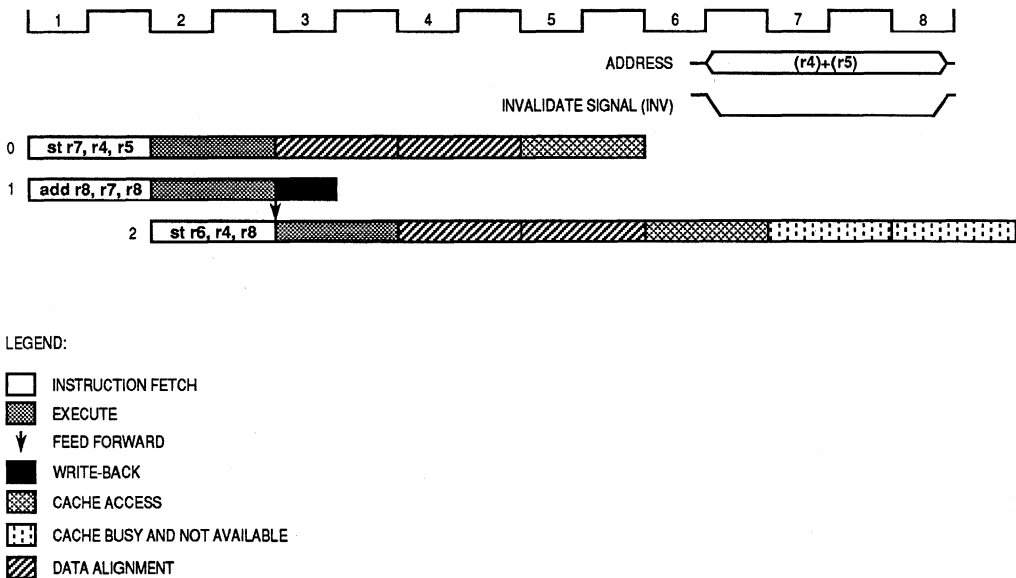 1 2 3 4 5 6 7 8
ADDRESS (r4)+(r5)
INVALIDATE SIGNAL (INV)
0 st r7, r4, r5
1 add r8, r7, r8
2 st r6, r4, r8
LEGEND:
INSTRUCTION FETCH
EXECUTE
FEED FORWARD
WRITE-BACK
CACHE ACCESS
CACHE BUSY AND NOT AVAILABLE
DATA ALIGNMENT